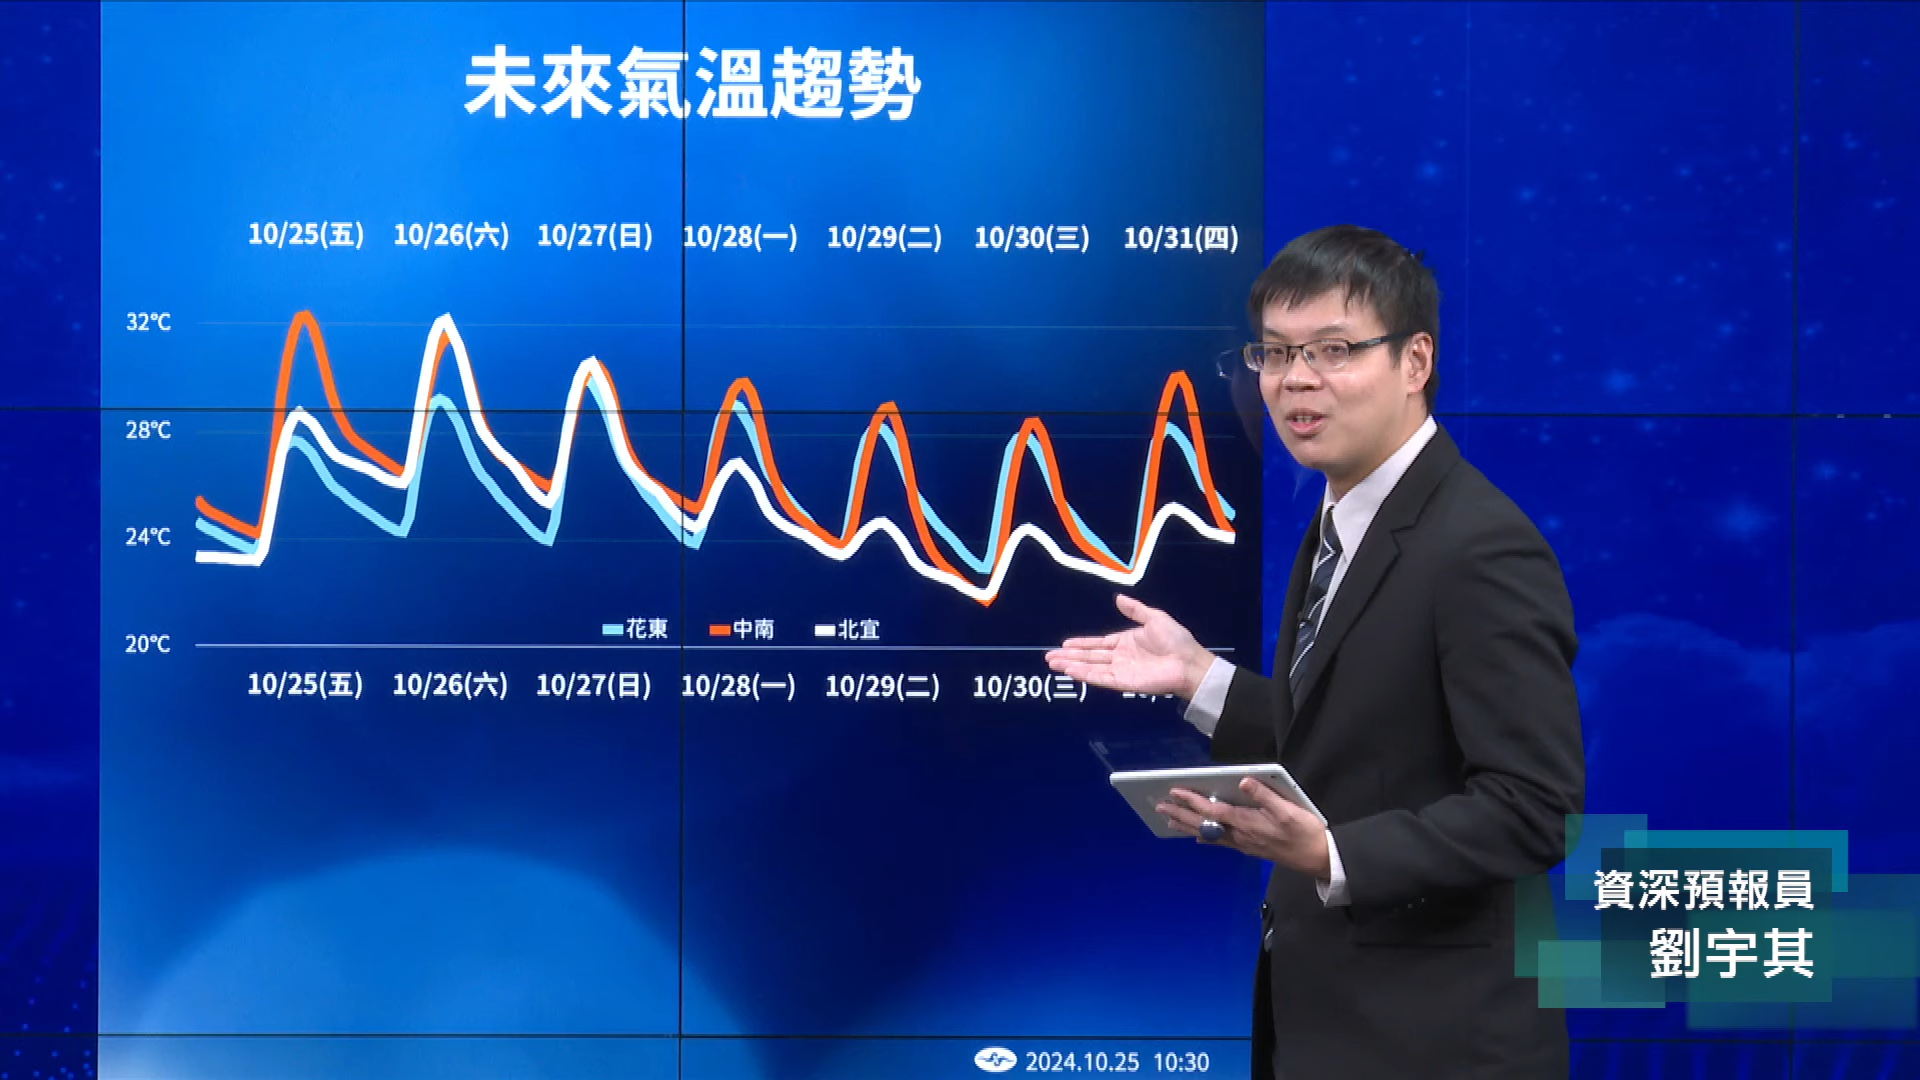 未來氣溫趨勢
10/25(五) 10/26(六) 10/27(日) 10/28(一) 10/29(二) 10/30(三) 10/31(四)
32℃
28℃
24℃
20℃
花東 中南 北宜
10/25(五) 10/26(六) 10/27(日) 10/28(一) 10/29(二) 10/30(三)
資深預報員
劉宇其
2024.10.25 10:30